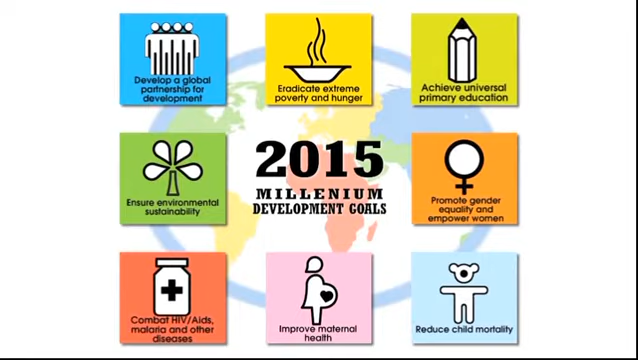 Develop a global
partnership for
development
Eradicate extreme
poverty and hunger
Achieve universal
primary education
Ensure environmental
sustainability
2015
MILLENIUM
DEVELOPMENT GOALS
Promote gender
equality and
empower women
Combat HIV/Aids,
malaria and other
diseases
Improve maternal
health
Reduce child mortality